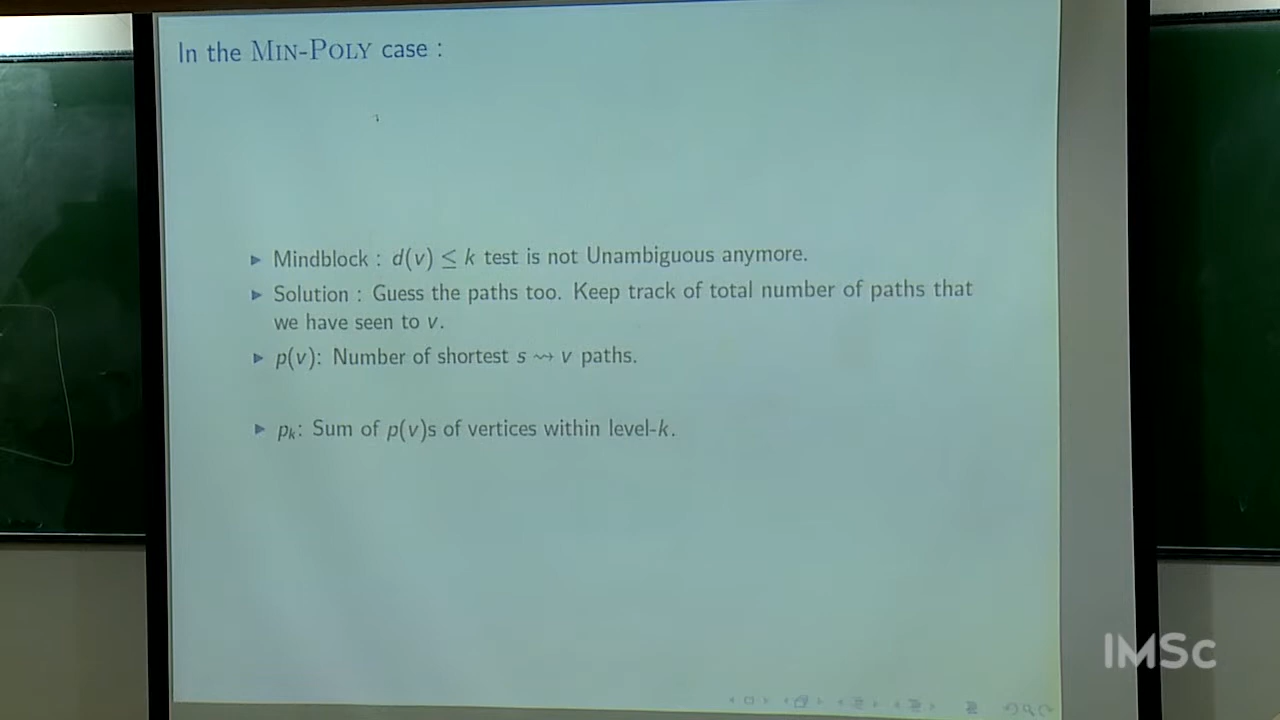 In the MIN-POLY case :
▶ Mindblock : d(v) ≤ k test is not Unambiguous anymore.
▶ Solution : Guess the paths too. Keep track of total number of paths that
we have seen to v.
▶ p(v): Number of shortest s ⇝ v paths.
▶ pₖ: Sum of p(v)s of vertices within level-k.
IMSc